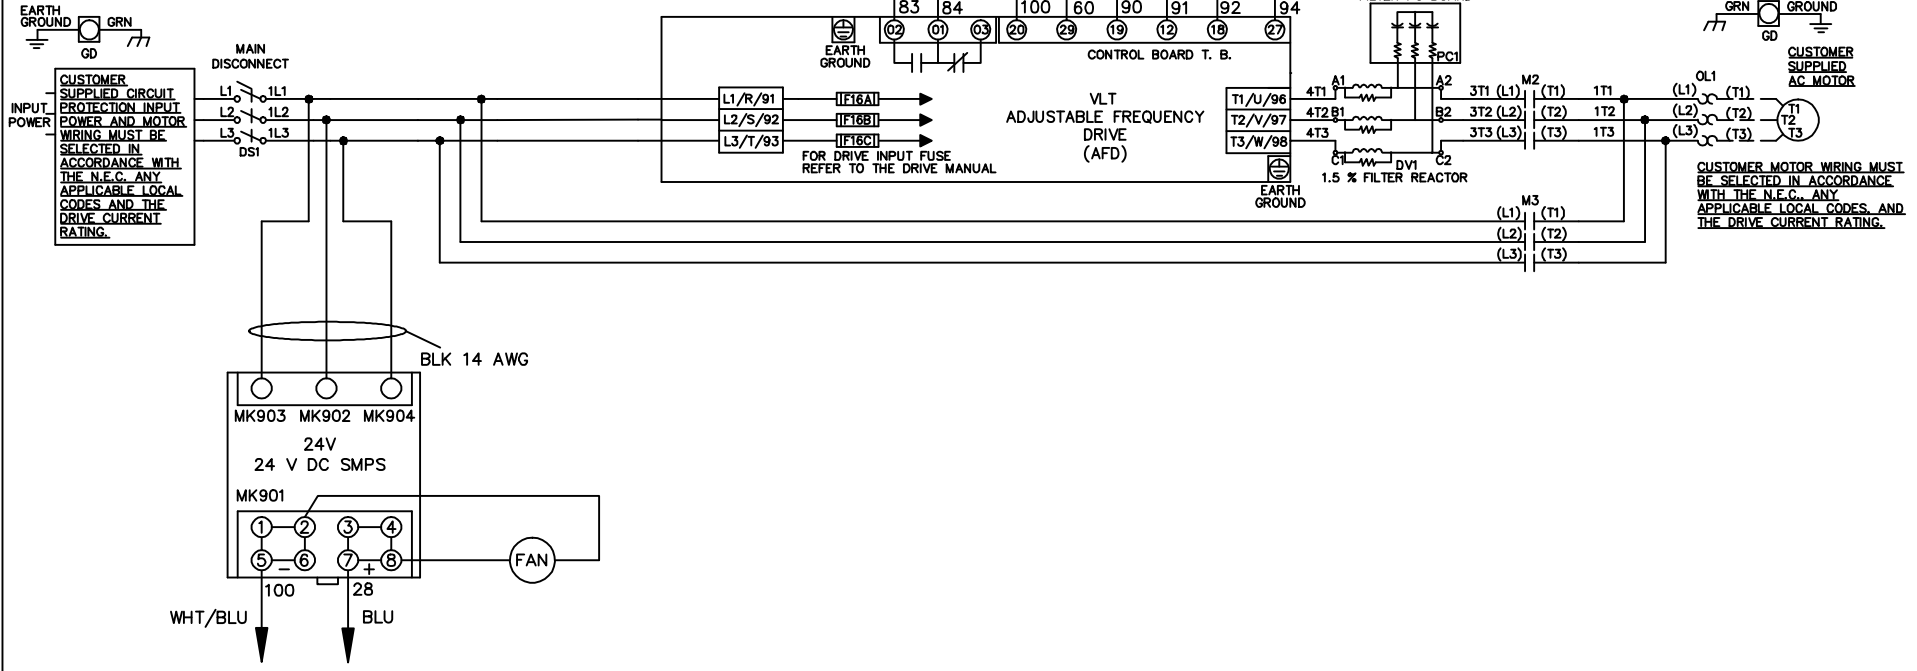 EARTH
GROUND
GRN
GD
83
84
100
60
90
91
92
94
GRN
GROUND
GD
02
01
03
20
29
19
12
18
27
EARTH
GROUND
CONTROL BOARD T. B.
PC1
CUSTOMER
SUPPLIED
AC MOTOR
MAIN
DISCONNECT
INPUT
POWER
CUSTOMER
SUPPLIED CIRCUIT
PROTECTION INPUT
POWER AND MOTOR
WIRING MUST BE
SELECTED IN
ACCORDANCE WITH
THE N.E.C. ANY
APPLICABLE LOCAL
CODES AND THE
DRIVE CURRENT
RATING.
L1
1L1
L2
1L2
L3
1L3
DS1
L1/R/91
L2/S/92
L3/T/93
F16A
F16B
F16C
FOR DRIVE INPUT FUSE
REFER TO THE DRIVE MANUAL
VLT
ADJUSTABLE FREQUENCY
DRIVE
(AFD)
T1/U/96
T2/V/97
T3/W/98
EARTH
GROUND
4T1
4T2
4T3
A1
A2
B1
B2
C1
C2
DV1
1.5 % FILTER REACTOR
M2
3T1 (L1) (T1) 1T1
3T2 (L2) (T2) 1T2
3T3 (L3) (T3) 1T3
OL1
(L1) (T1)
(L2) (T2)
(L3) (T3)
T1
T2
T3
CUSTOMER MOTOR WIRING MUST
BE SELECTED IN ACCORDANCE
WITH THE N.E.C., ANY
APPLICABLE LOCAL CODES, AND
THE DRIVE CURRENT RATING.
M3
(L1) (T1)
(L2) (T2)
(L3) (T3)
BLK 14 AWG
MK903 MK902 MK904
24V
24 V DC SMPS
MK901
1 2 3 4
5 6 7 8
– +
FAN
100
28
WHT/BLU
BLU